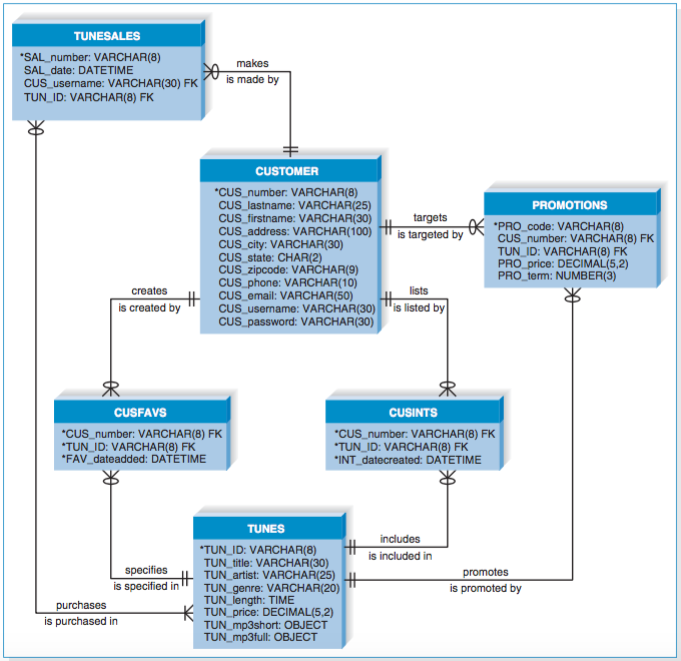 TUNESALES
*SAL_number: VARCHAR(8)
SAL_date: DATETIME
CUS_username: VARCHAR(30) FK
TUN_ID: VARCHAR(8) FK
makes
is made by
CUSTOMER
*CUS_number: VARCHAR(8)
CUS_lastname: VARCHAR(25)
CUS_firstname: VARCHAR(30)
CUS_address: VARCHAR(100)
CUS_city: VARCHAR(30)
CUS_state: CHAR(2)
CUS_zipcode: VARCHAR(9)
CUS_phone: VARCHAR(10)
CUS_email: VARCHAR(50)
CUS_username: VARCHAR(30)
CUS_password: VARCHAR(30)
targets
is targeted by
PROMOTIONS
*PRO_code: VARCHAR(8)
CUS_number: VARCHAR(8) FK
TUN_ID: VARCHAR(8) FK
PRO_price: DECIMAL(5,2)
PRO_term: NUMBER(3)
creates
is created by
lists
is listed by
CUSFAVS
*CUS_number: VARCHAR(8) FK
*TUN_ID: VARCHAR(8) FK
*FAV_dateadded: DATETIME
CUSINTS
*CUS_number: VARCHAR(8) FK
*TUN_ID: VARCHAR(8) FK
*INT_datecreated: DATETIME
TUNES
*TUN_ID: VARCHAR(8)
TUN_title: VARCHAR(30)
TUN_artist: VARCHAR(25)
TUN_genre: VARCHAR(20)
TUN_length: TIME
TUN_price: DECIMAL(5,2)
TUN_mp3short: OBJECT
TUN_mp3full: OBJECT
includes
is included in
specifies
is specified in
promotes
is promoted by
purchases
is purchased in